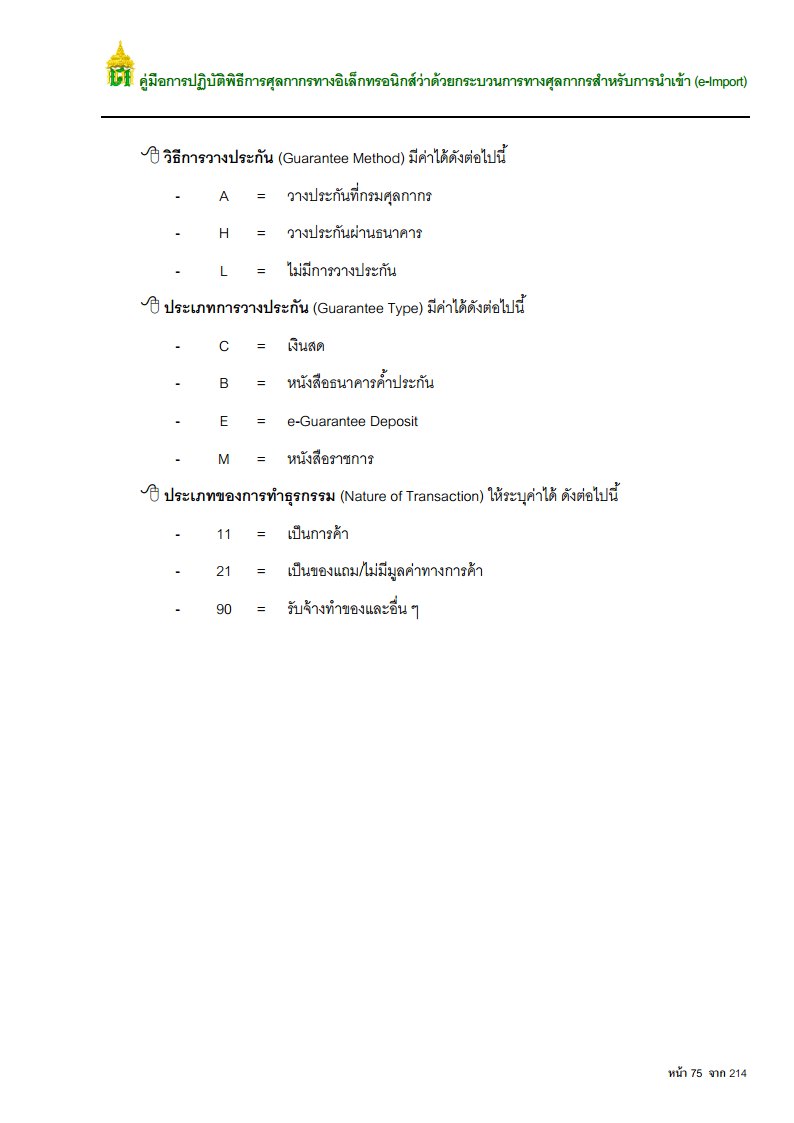 คู่มือการปฏิบัติพิธีการศุลกากรทางอิเล็กทรอนิกส์ว่าด้วยกระบวนการทางศุลกากรสำหรับการนำเข้า (e-Import)
วิธีการวางประกัน (Guarantee Method) มีค่าได้ดังต่อไปนี้
- A = วางประกันที่กรมศุลกากร
- H = วางประกันผ่านธนาคาร
- L = ไม่มีการวางประกัน
ประเภทการวางประกัน (Guarantee Type) มีค่าได้ดังต่อไปนี้
- C = เงินสด
- B = หนังสือธนาคารค้ำประกัน
- E = e-Guarantee Deposit
- M = หนังสือราชการ
ประเภทของการทำธุรกรรม (Nature of Transaction) ให้ระบุค่าได้ ดังต่อไปนี้
- 11 = เป็นการค้า
- 21 = เป็นของแถม/ไม่มีมูลค่าทางการค้า
- 90 = รับจ้างทำของและอื่น ๆ
หน้า 75 จาก 214